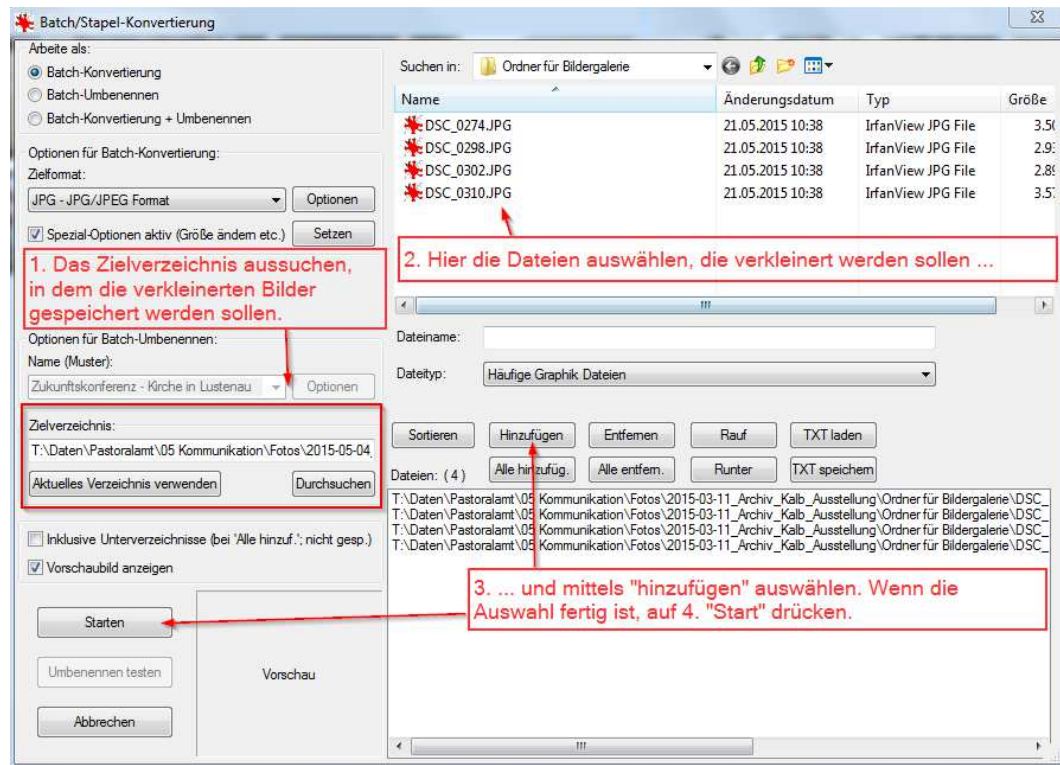 Batch/Stapel-Konvertierung
Arbeite als:
Batch-Konvertierung
Batch-Umbenennen
Batch-Konvertierung + Umbenennen
Optionen für Batch-Konvertierung:
Zielformat:
JPG - JPG/JPEG Format
Optionen
Spezial-Optionen aktiv (Größe ändern etc.)
Setzen
1. Das Zielverzeichnis aussuchen,
in dem die verkleinerten Bilder
gespeichert werden sollen.
Optionen für Batch-Umbenennen:
Name (Muster):
Zukunftskonferenz - Kirche in Lustenau
Optionen
Zielverzeichnis:
T:\Daten\Pastoralamt\05 Kommunikation\Fotos\2015-05-04_
Aktuelles Verzeichnis verwenden
Durchsuchen
Inklusive Unterverzeichnisse (bei 'Alle hinzuf.'; nicht gesp.)
Vorschaubild anzeigen
Starten
Umbenennen testen
Abbrechen
Vorschau
Suchen in:
Ordner für Bildergalerie
Name Änderungsdatum Typ Größe
DSC_0274.JPG 21.05.2015 10:38 IrfanView JPG File
DSC_0298.JPG 21.05.2015 10:38 IrfanView JPG File
DSC_0302.JPG 21.05.2015 10:38 IrfanView JPG File
DSC_0310.JPG 21.05.2015 10:38 IrfanView JPG File
2. Hier die Dateien auswählen, die verkleinert werden sollen ...
Dateiname:
Dateityp:
Häufige Graphik Dateien
Sortieren Hinzufügen Entfernen Rauf TXT laden
Dateien: ( 4 ) Alle hinzufüg. Alle entfern. Runter TXT speichern
T:\Daten\Pastoralamt\05 Kommunikation\Fotos\2015-03-11_Archiv_Kalb_Ausstellung\Ordner für Bildergalerie\DSC_
T:\Daten\Pastoralamt\05 Kommunikation\Fotos\2015-03-11_Archiv_Kalb_Ausstellung\Ordner für Bildergalerie\DSC_
T:\Daten\Pastoralamt\05 Kommunikation\Fotos\2015-03-11_Archiv_Kalb_Ausstellung\Ordner für Bildergalerie\DSC_
T:\Daten\Pastoralamt\05 Kommunikation\Fotos\2015-03-11_Archiv_Kalb_Ausstellung\Ordner für Bildergalerie\DSC_
3. ... und mittels "hinzufügen" auswählen. Wenn die
Auswahl fertig ist, auf 4. "Start" drücken.